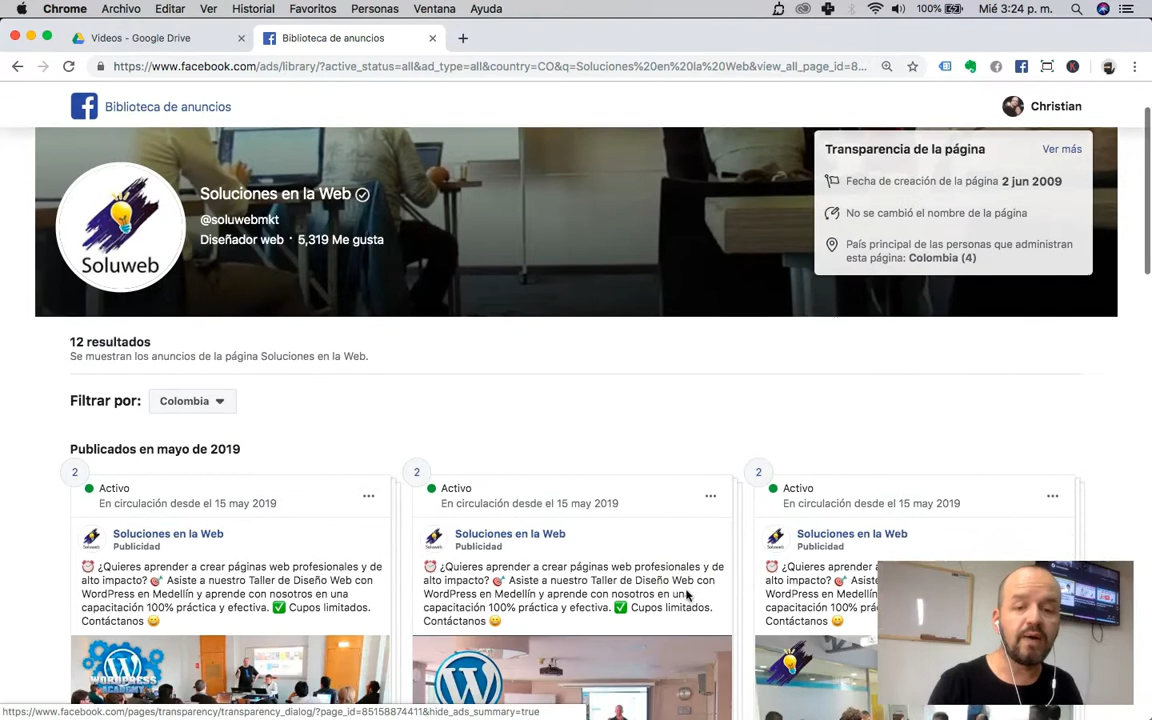 Chrome Archivo Editar Ver Historial Favoritos Personas Ventana Ayuda 100% Mié 3:24 p. m.
Videos - Google Drive Biblioteca de anuncios
https://www.facebook.com/ads/library/?active_status=all&ad_type=all&country=CO&q=Soluciones%20en%20la%20Web&view_all_page_id=8...
Biblioteca de anuncios Christian
Transparencia de la página Ver más
Fecha de creación de la página 2 jun 2009
No se cambió el nombre de la página
País principal de las personas que administran
esta página: Colombia (4)
Soluciones en la Web
@soluwebmkt
Diseñador web · 5,319 Me gusta
Soluweb
12 resultados
Se muestran los anuncios de la página Soluciones en la Web.
Filtrar por: Colombia
Publicados en mayo de 2019
2 2 2
Activo Activo Activo
En circulación desde el 15 may 2019 En circulación desde el 15 may 2019 En circulación desde el 15 may 2019
Soluciones en la Web Soluciones en la Web Soluciones en la Web
Publicidad Publicidad Publicidad
⏰ ¿Quieres aprender a crear páginas web profesionales y de ⏰ ¿Quieres aprender a crear páginas web profesionales y de ⏰ ¿Quieres aprender a crear páginas web profesionales y de
alto impacto? 🎯 Asiste a nuestro Taller de Diseño Web con alto impacto? 🎯 Asiste a nuestro Taller de Diseño Web con alto impacto? 🎯 Asiste
WordPress en Medellín y aprende con nosotros en una WordPress en Medellín y aprende con nosotros en una WordPress en Medellín
capacitación 100% práctica y efectiva. ✅ Cupos limitados. capacitación 100% práctica y efectiva. ✅ Cupos limitados. capacitación 100% prá
Contáctanos 😀 Contáctanos 😀 Contáctanos 😀
WORDPRESS
ACADEMY
https://www.facebook.com/pages/transparency/transparency_dialog/?page_id=85158874411&hide_ads_summary=true